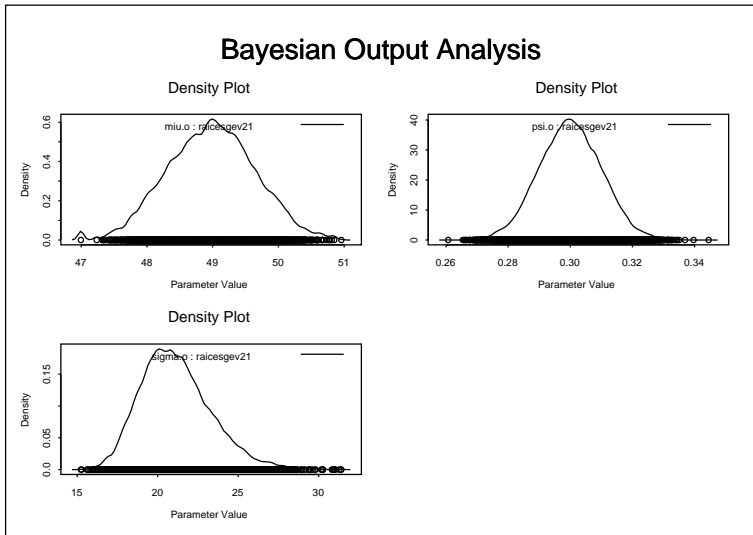 Bayesian Output Analysis
Density Plot
miu.o : raicesgev21
Density
0.0 0.2 0.4 0.6
47 48 49 50 51
Parameter Value
Density Plot
psi.o : raicesgev21
Density
0 10 20 30 40
0.26 0.28 0.30 0.32 0.34
Parameter Value
Density Plot
sigma.o : raicesgev21
Density
0.0 0.05 0.15
15 20 25 30
Parameter Value